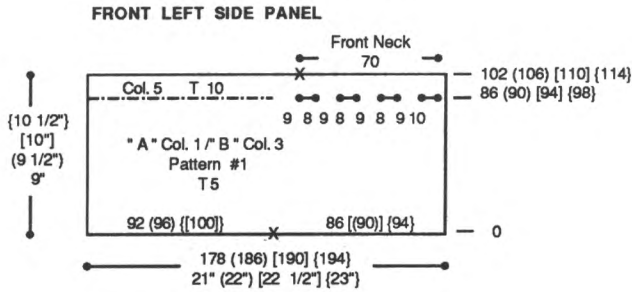 FRONT LEFT SIDE PANEL
Front Neck
70
102 (106) [110] {114}
Col. 5 T 10
86 (90) [94] {98}
9 8 9 8 9 8 9 10
{10 1/2"}
[10"]
(9 1/2")
9"
" A " Col. 1 /" B " Col. 3
Pattern #1
T 5
92 (96) {[100]}
X
86 [(90)] {94}
0
X
178 (186) [190] {194}
21" (22") [22 1/2"] {23"}